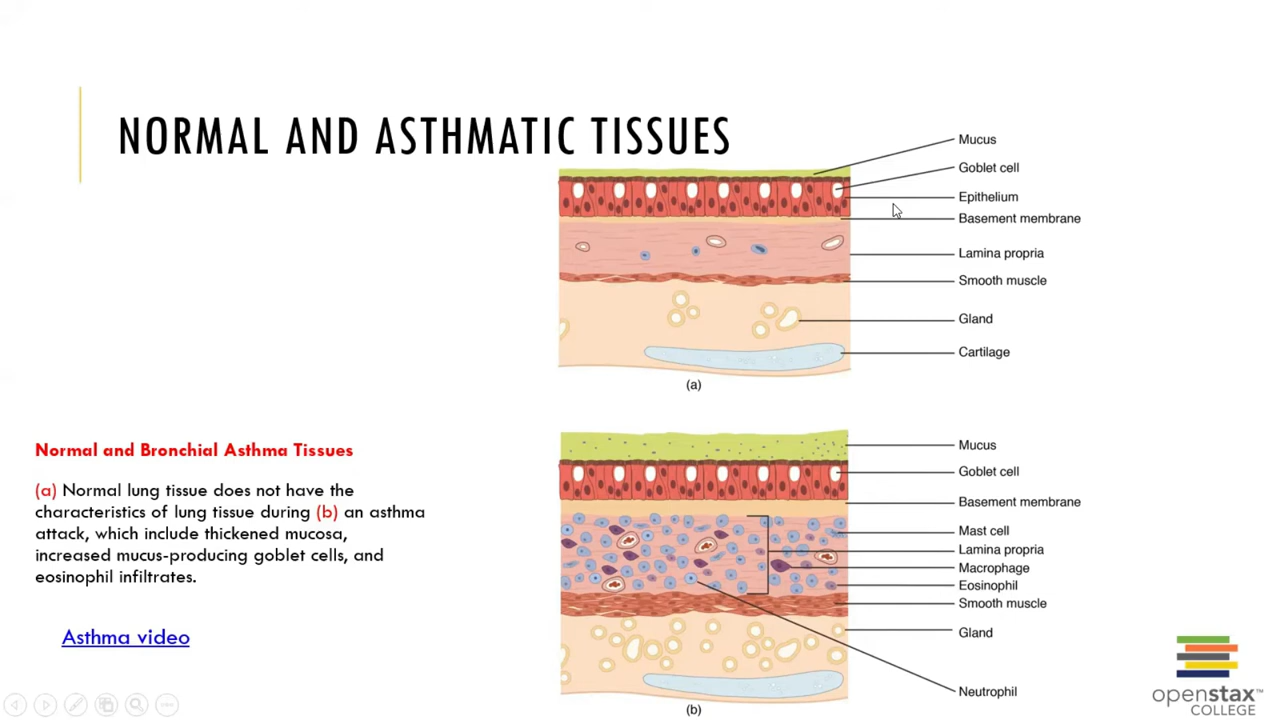 NORMAL AND ASTHMATIC TISSUES
Mucus
Goblet cell
Epithelium
Basement membrane
Lamina propria
Smooth muscle
Gland
Cartilage
(a)
Normal and Bronchial Asthma Tissues
(a) Normal lung tissue does not have the
characteristics of lung tissue during (b) an asthma
attack, which include thickened mucosa,
increased mucus-producing goblet cells, and
eosinophil infiltrates.
Asthma video
Mucus
Goblet cell
Basement membrane
Mast cell
Lamina propria
Macrophage
Eosinophil
Smooth muscle
Gland
Neutrophil
(b)
openstax
COLLEGE